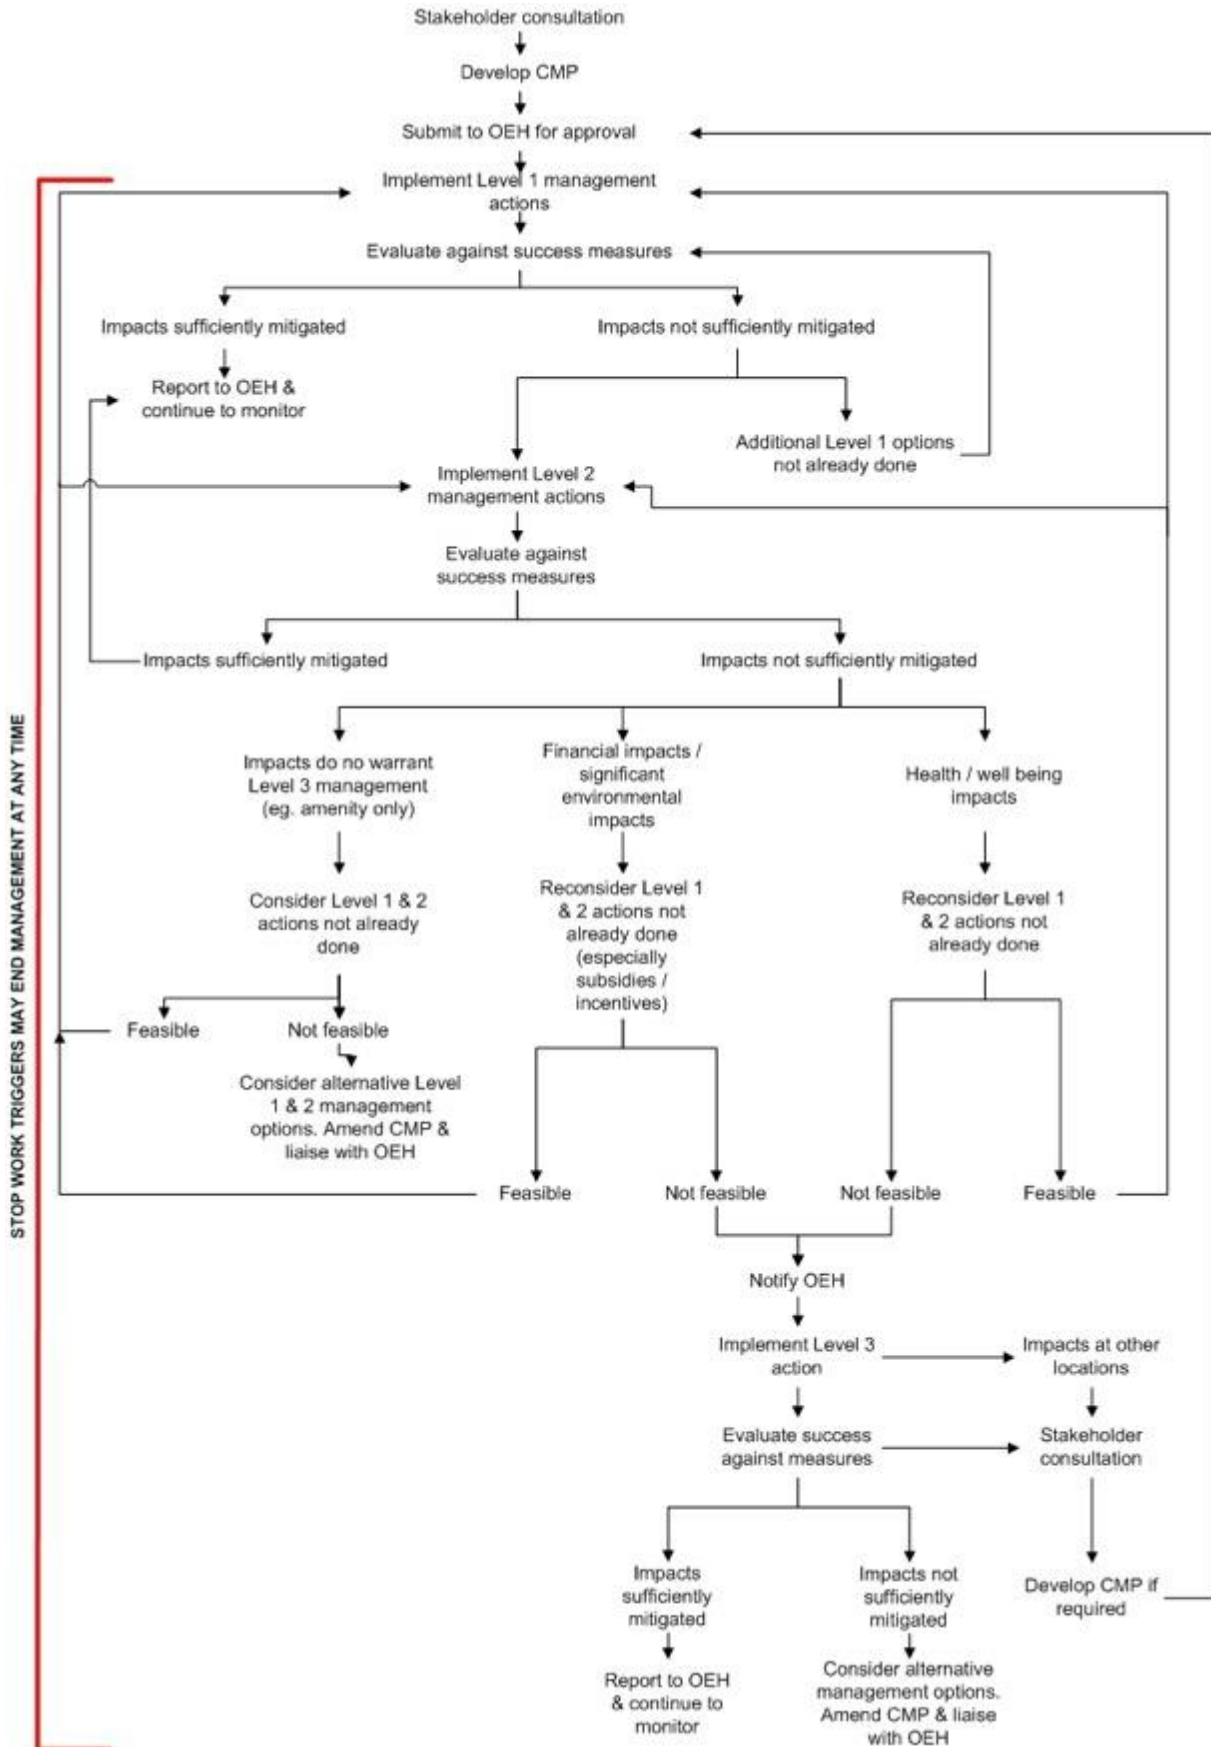 Stakeholder consultation
Develop CMP
Submit to OEH for approval
Implement Level 1 management
actions
Evaluate against success measures
Impacts sufficiently mitigated
Impacts not sufficiently mitigated
Report to OEH &
continue to monitor
Additional Level 1 options
not already done
Implement Level 2
management actions
Evaluate against
success measures
Impacts sufficiently mitigated
Impacts not sufficiently mitigated
STOP WORK TRIGGERS MAY END MANAGEMENT AT ANY TIME
Impacts do no warrant
Level 3 management
(eg. amenity only)
Financial impacts /
significant
environmental
impacts
Health / well being
impacts
Consider Level 1 & 2
actions not already
done
Reconsider Level 1
& 2 actions not
already done
(especially
subsidies /
incentives)
Reconsider Level 1
& 2 actions not
already done
Feasible
Not feasible
Consider alternative Level
1 & 2 management
options. Amend CMP &
liaise with OEH
Feasible
Not feasible
Not feasible
Feasible
Notify OEH
Implement Level 3
action
Impacts at other
locations
Evaluate success
against measures
Stakeholder
consultation
Impacts
sufficiently
mitigated
Impacts not
sufficiently
mitigated
Develop CMP if
required
Report to OEH
& continue to
monitor
Consider alternative
management options.
Amend CMP & liaise
with OEH